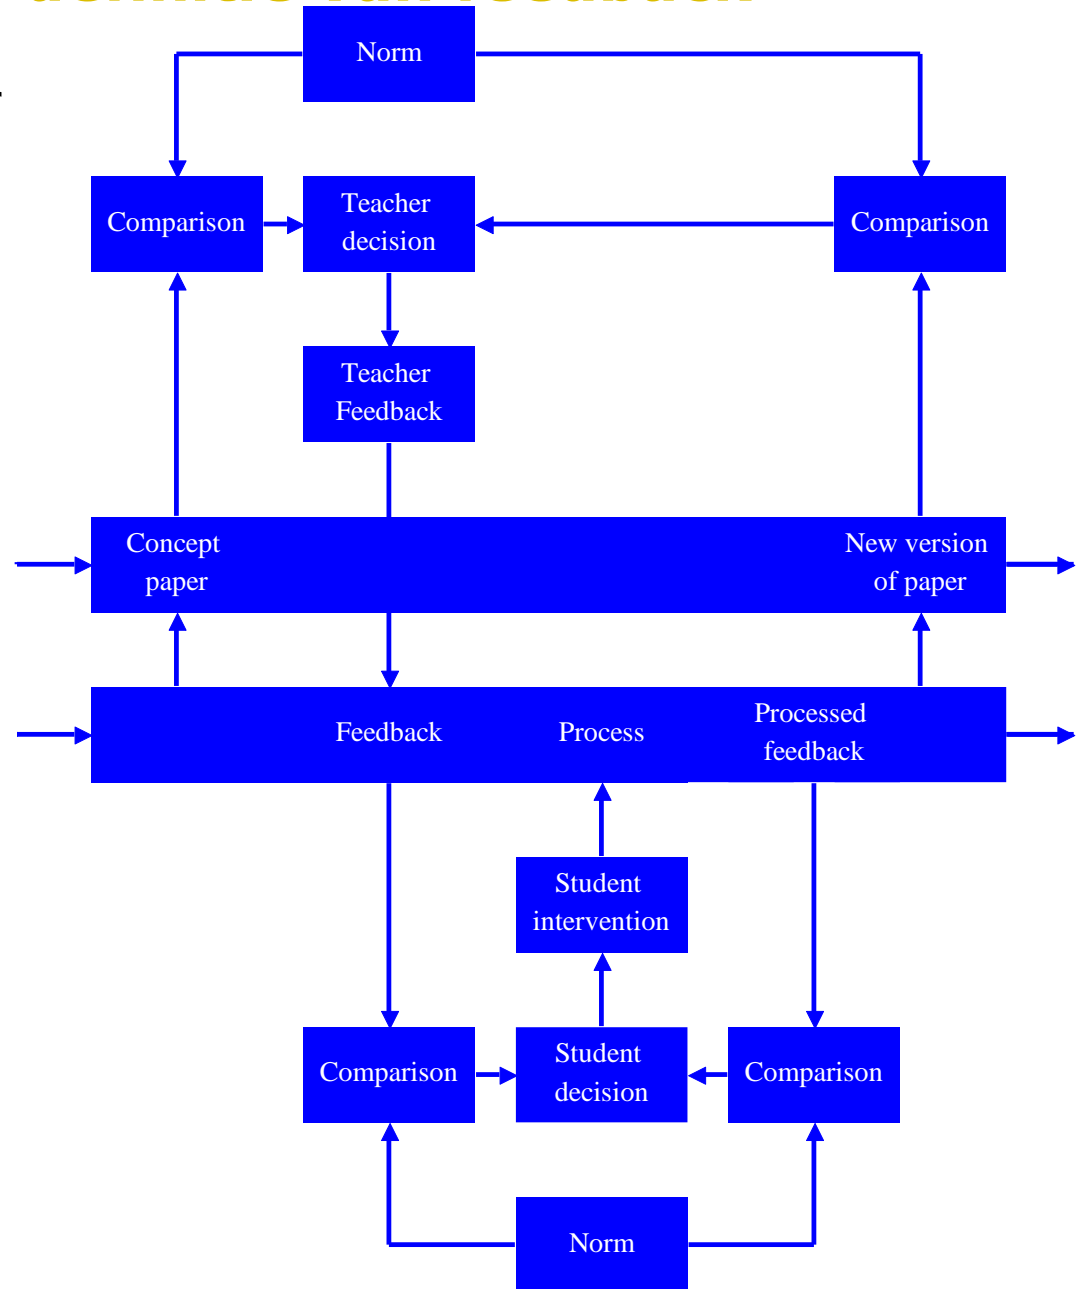 Norm
Comparison
Teacher
decision
Comparison
Teacher
Feedback
Concept
paper
New version
of paper
Feedback
Process
Processed
feedback
Student
intervention
Comparison
Student
decision
Comparison
Norm